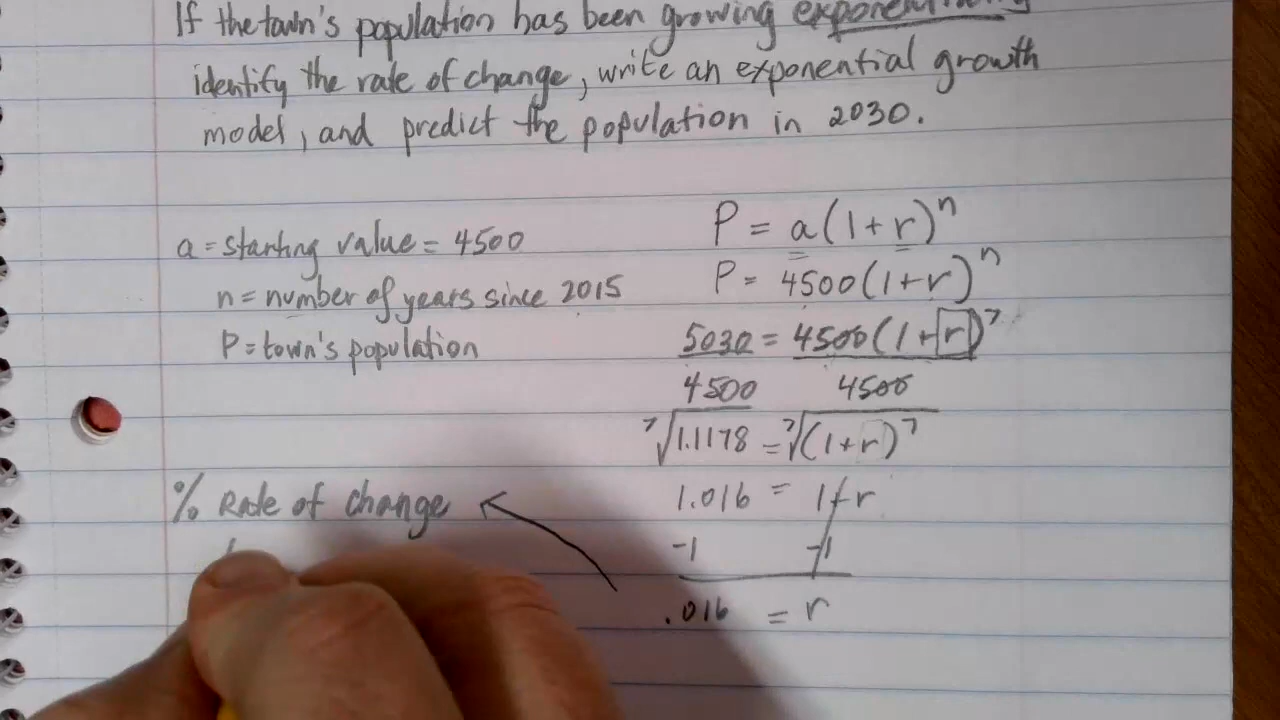 If the town's population has been growing exponentially
identify the rate of change, write an exponential growth
model, and predict the population in 2030.
a = starting value = 4500
n = number of years since 2015
P = town's population
P = a(1+r)^n
P = 4500(1+r)^n
5030 = 4500(1+r)^7
4500 4500
7√1.1178 = 7√(1+r)^7
1.016 = 1+r
-1 -1
.016 = r
% Rate of change